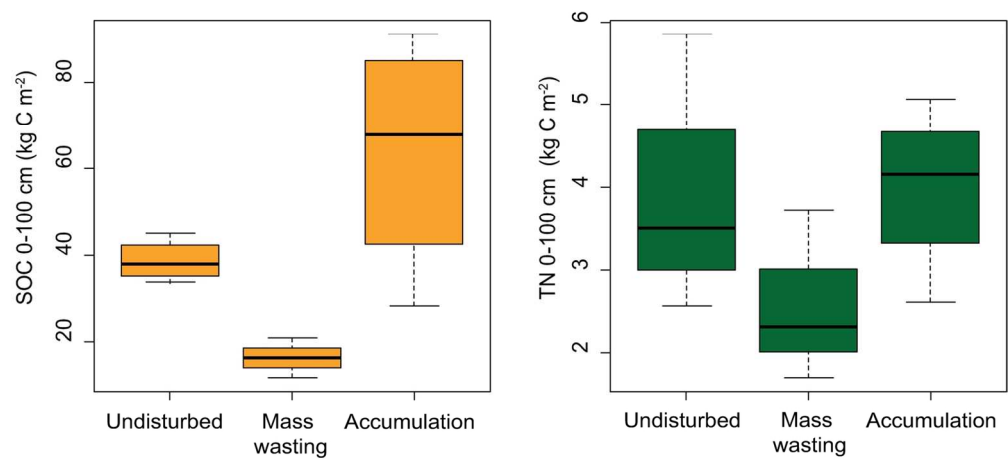 SOC 0-100 cm (kg C m⁻²)
80
60
40
20
Undisturbed
Mass
wasting
Accumulation
TN 0-100 cm (kg C m⁻²)
6
5
4
3
2
Undisturbed
Mass
wasting
Accumulation